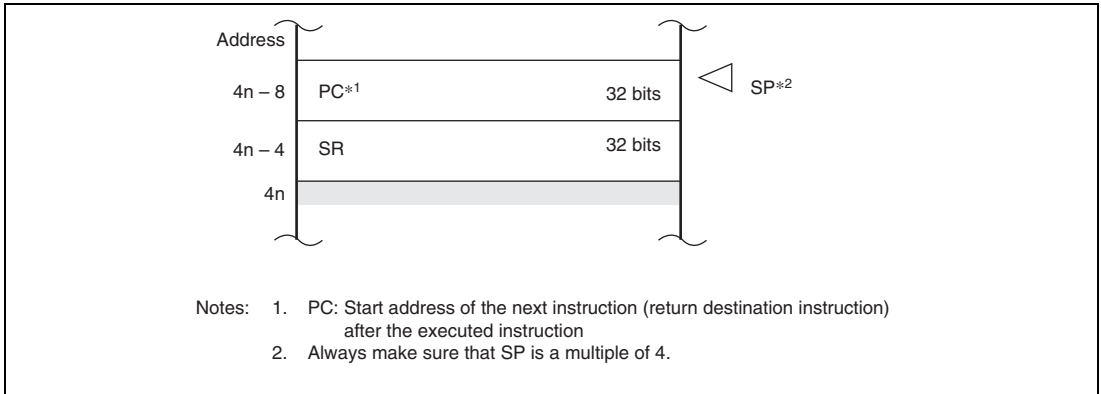 Address
4n – 8 PC*1 32 bits SP*2
4n – 4 SR 32 bits
4n
Notes: 1. PC: Start address of the next instruction (return destination instruction)
after the executed instruction
2. Always make sure that SP is a multiple of 4.